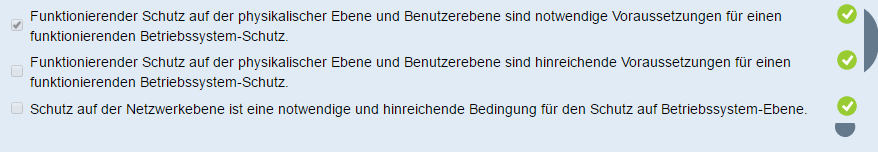 Funktionierender Schutz auf der physikalischer Ebene und Benutzerebene sind notwendige Voraussetzungen für einen
funktionierenden Betriebssystem-Schutz.
Funktionierender Schutz auf der physikalischer Ebene und Benutzerebene sind hinreichende Voraussetzungen für einen
funktionierenden Betriebssystem-Schutz.
Schutz auf der Netzwerkebene ist eine notwendige und hinreichende Bedingung für den Schutz auf Betriebssystem-Ebene.